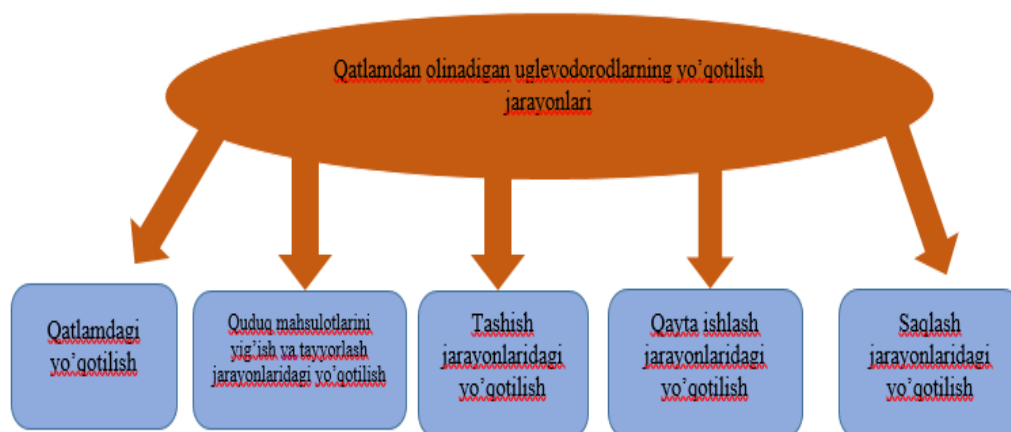 Qatlamdan olinadigan uglevodorodlarning yo’qotilish
jarayonlari
Qatlamdagi
yo’qotilish
Quduq mahsulotlarini
yig’ish va tayyorlash
jarayonlaridagi yo’qotilish
Tashish
jarayonlaridagi
yo’qotilish
Qayta ishlash
jarayonlaridagi
yo’qotilish
Saqlash
jarayonlaridagi
yo’qotilish